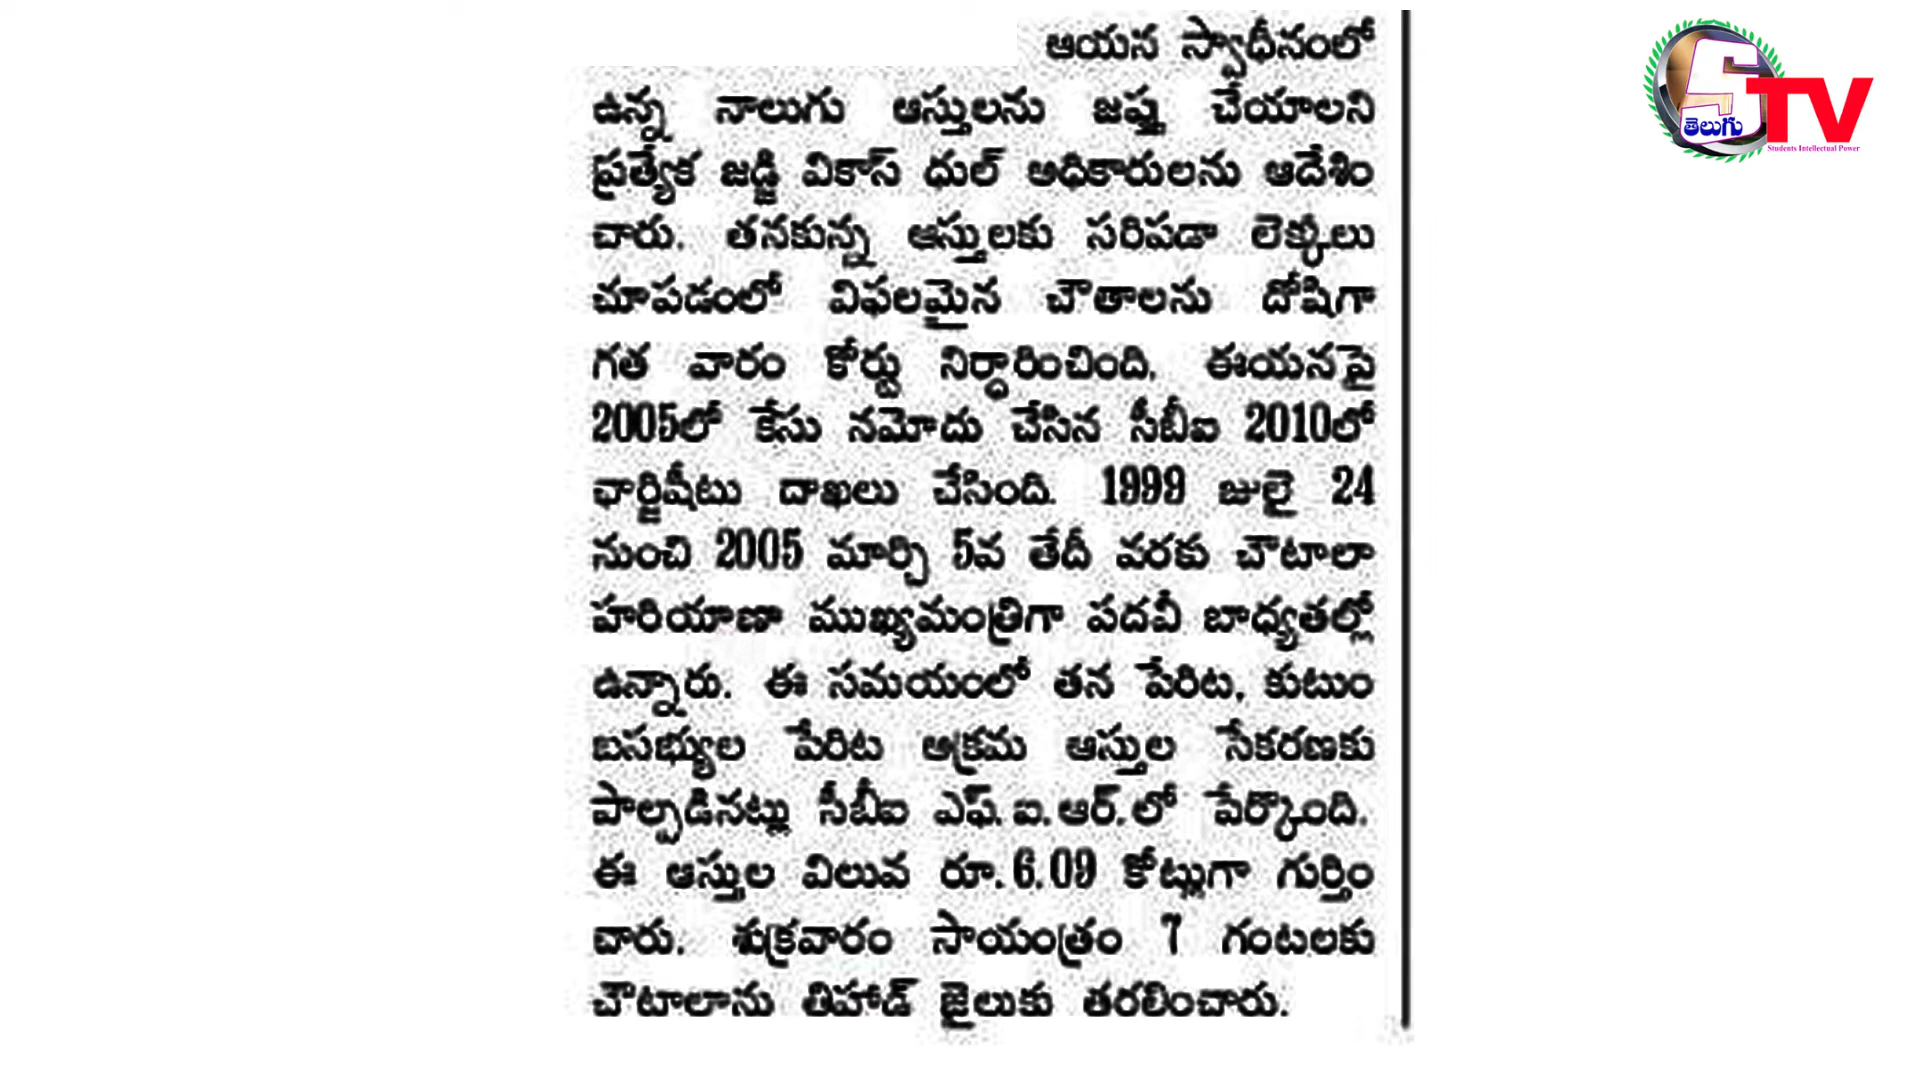 ఆయన స్వాధీనంలో
ఉన్న నాలుగు ఆస్తులను జప్తు చేయాలని
ప్రత్యేక జడ్జి వికాస్ ధుల్ అధికారులను ఆదేశిం
చారు. తనకున్న ఆస్తులకు సరిపడా లెక్కలు
చూపడంలో విఫలమైన చౌతాలను దోషిగా
గత వారం కోర్టు నిర్ధారించింది. ఈయనపై
2005లో కేసు నమోదు చేసిన సీబీఐ 2010లో
ఛార్జిషీటు దాఖలు చేసింది. 1999 జులై 24
నుంచి 2005 మార్చి 5వ తేదీ వరకు చౌటాలా
హరియాణా ముఖ్యమంత్రిగా పదవీ బాధ్యతల్లో
ఉన్నారు. ఈ సమయంలో తన పేరిట, కుటుం
బసభ్యుల పేరిట అక్రమ ఆస్తుల సేకరణకు
పాల్పడినట్లు సీబీఐ ఎఫ్.ఐ.ఆర్.లో పేర్కొంది.
ఈ ఆస్తుల విలువ రూ.6.09 కోట్లుగా గుర్తిం
చారు. శుక్రవారం సాయంత్రం 7 గంటలకు
చౌటాలాను తిహాడ్ జైలుకు తరలించారు.
S TV
తెలుగు
Students Intellectual Power